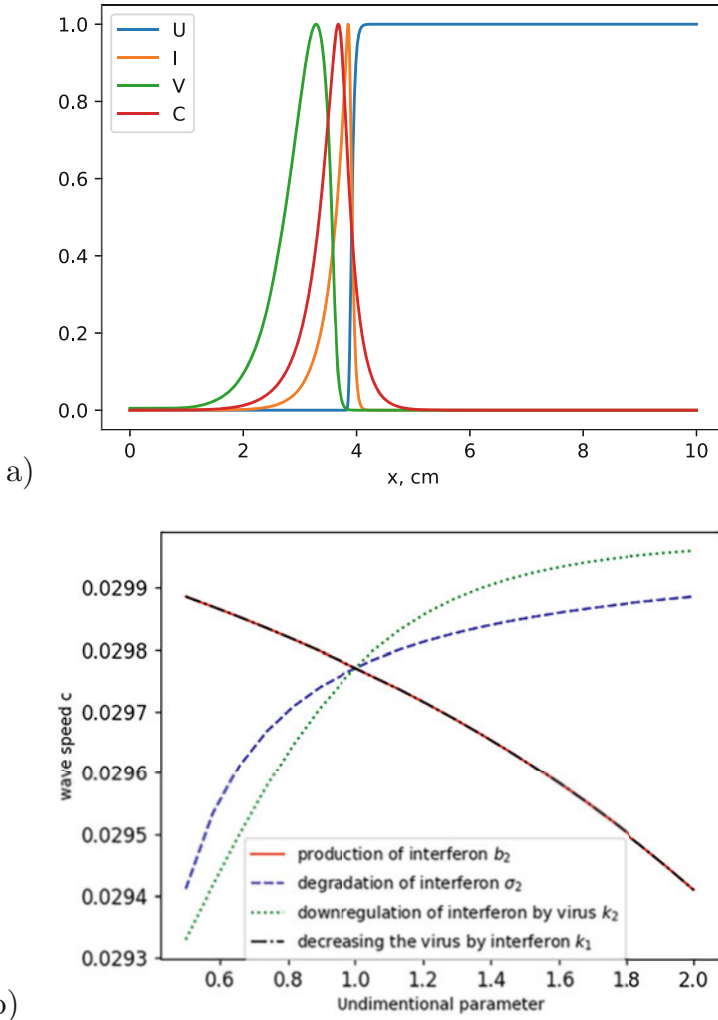 1.0
0.8
0.6
0.4
0.2
0.0
U
I
V
C
0
2
4
6
8
10
x, cm
a)
wave speed c
0.0299
0.0298
0.0297
0.0296
0.0295
0.0294
0.0293
production of interferon b₂
degradation of interferon σ₂
downregulation of interferon by virus k₂
decreasing the virus by interferon k₁
0.6
0.8
1.0
1.2
1.4
1.6
1.8
2.0
Undimentional parameter